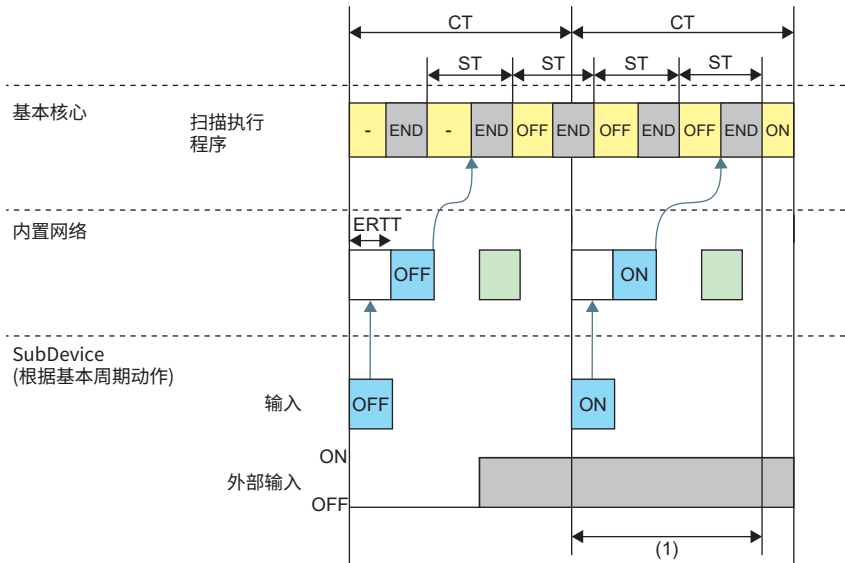 CT CT
ST ST ST ST
基本核心
扫描执行
程序
- END - END OFF END OFF END OFF END ON
内置网络
ERTT
OFF ON
SubDevice
(根据基本周期动作)
输入 OFF ON
ON
外部输入
OFF
(1)